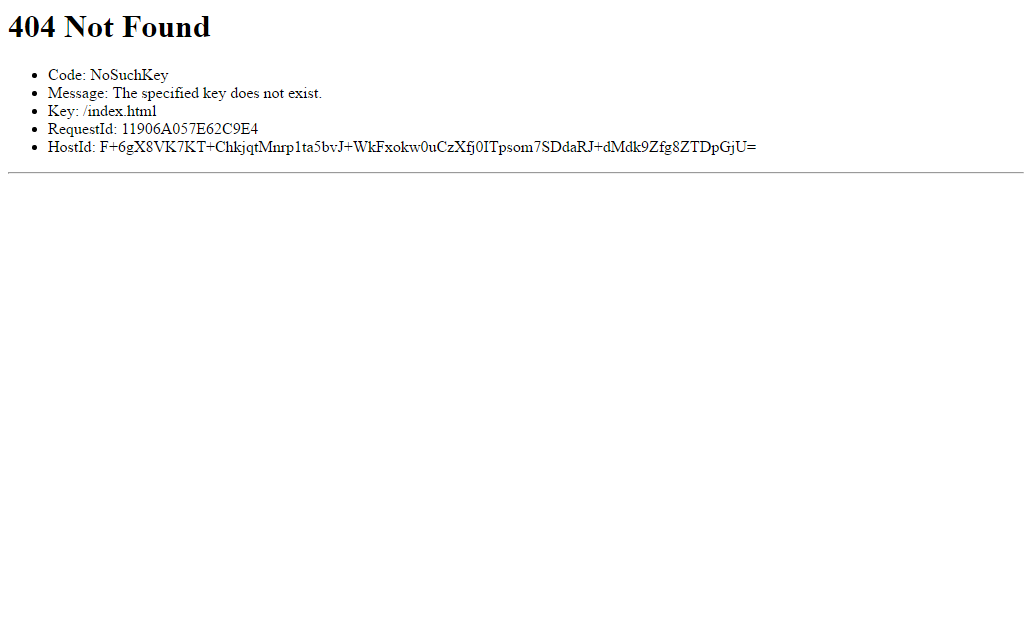 404 Not Found
Code: NoSuchKey
Message: The specified key does not exist.
Key: /index.html
RequestId: 11906A057E62C9E4
HostId: F+6gX8VK7KT+ChkjqtMnrp1ta5bvJ+WkFxokw0uCzXfj0ITpsom7SDdaRJ+dMdk9Zfg8ZTDpGjU=